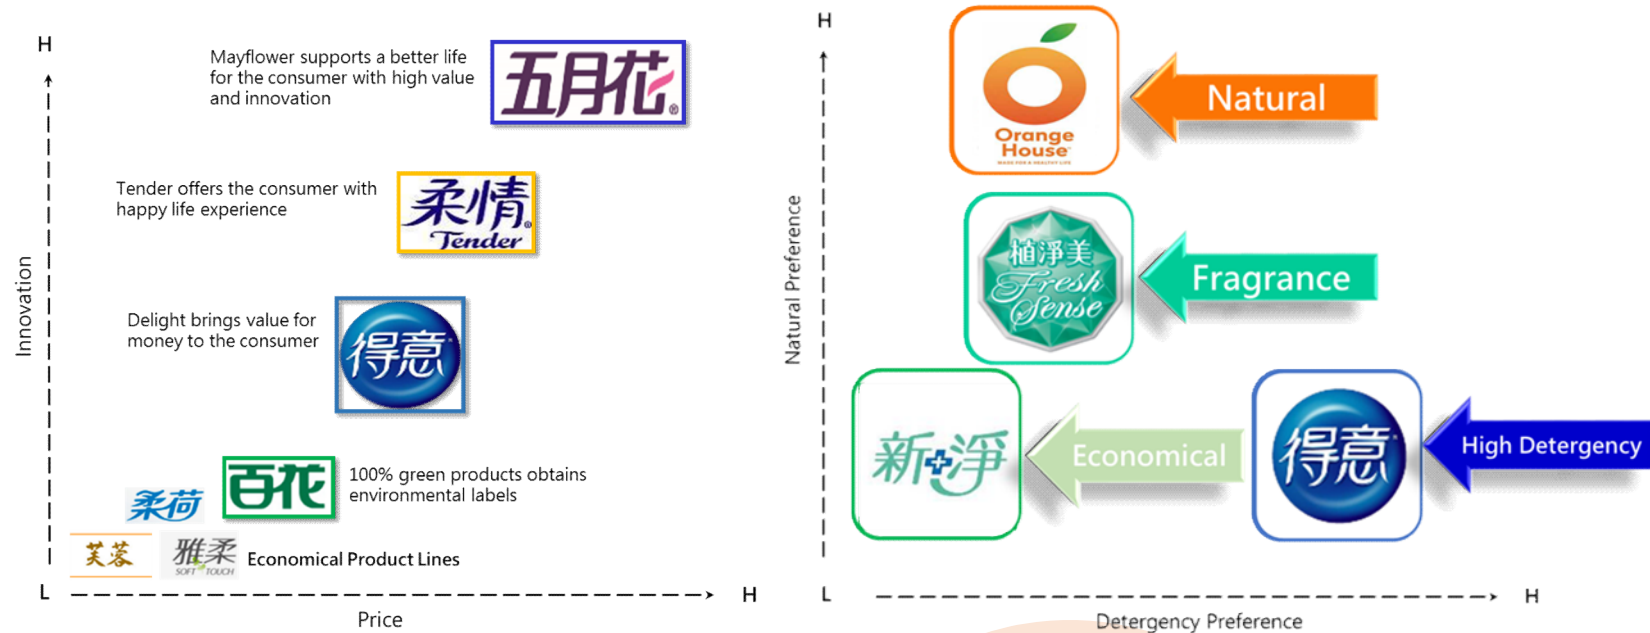 H
Mayflower supports a better life
for the consumer with high value
and innovation
五月花®
Tender offers the consumer with
happy life experience
柔情®
Tender
Innovation
Delight brings value for
money to the consumer
得意
百花
100% green products obtains
environmental labels
柔荷
芙蓉
雅柔
SOFT TOUCH
Economical Product Lines
L
H
Price
H
Orange
House
MADE FOR A HEALTHY LIFE
Natural
Natural Preference
植淨美
Fresh
Sense
Fragrance
新淨
Economical
得意
High Detergency
L
H
Detergency Preference